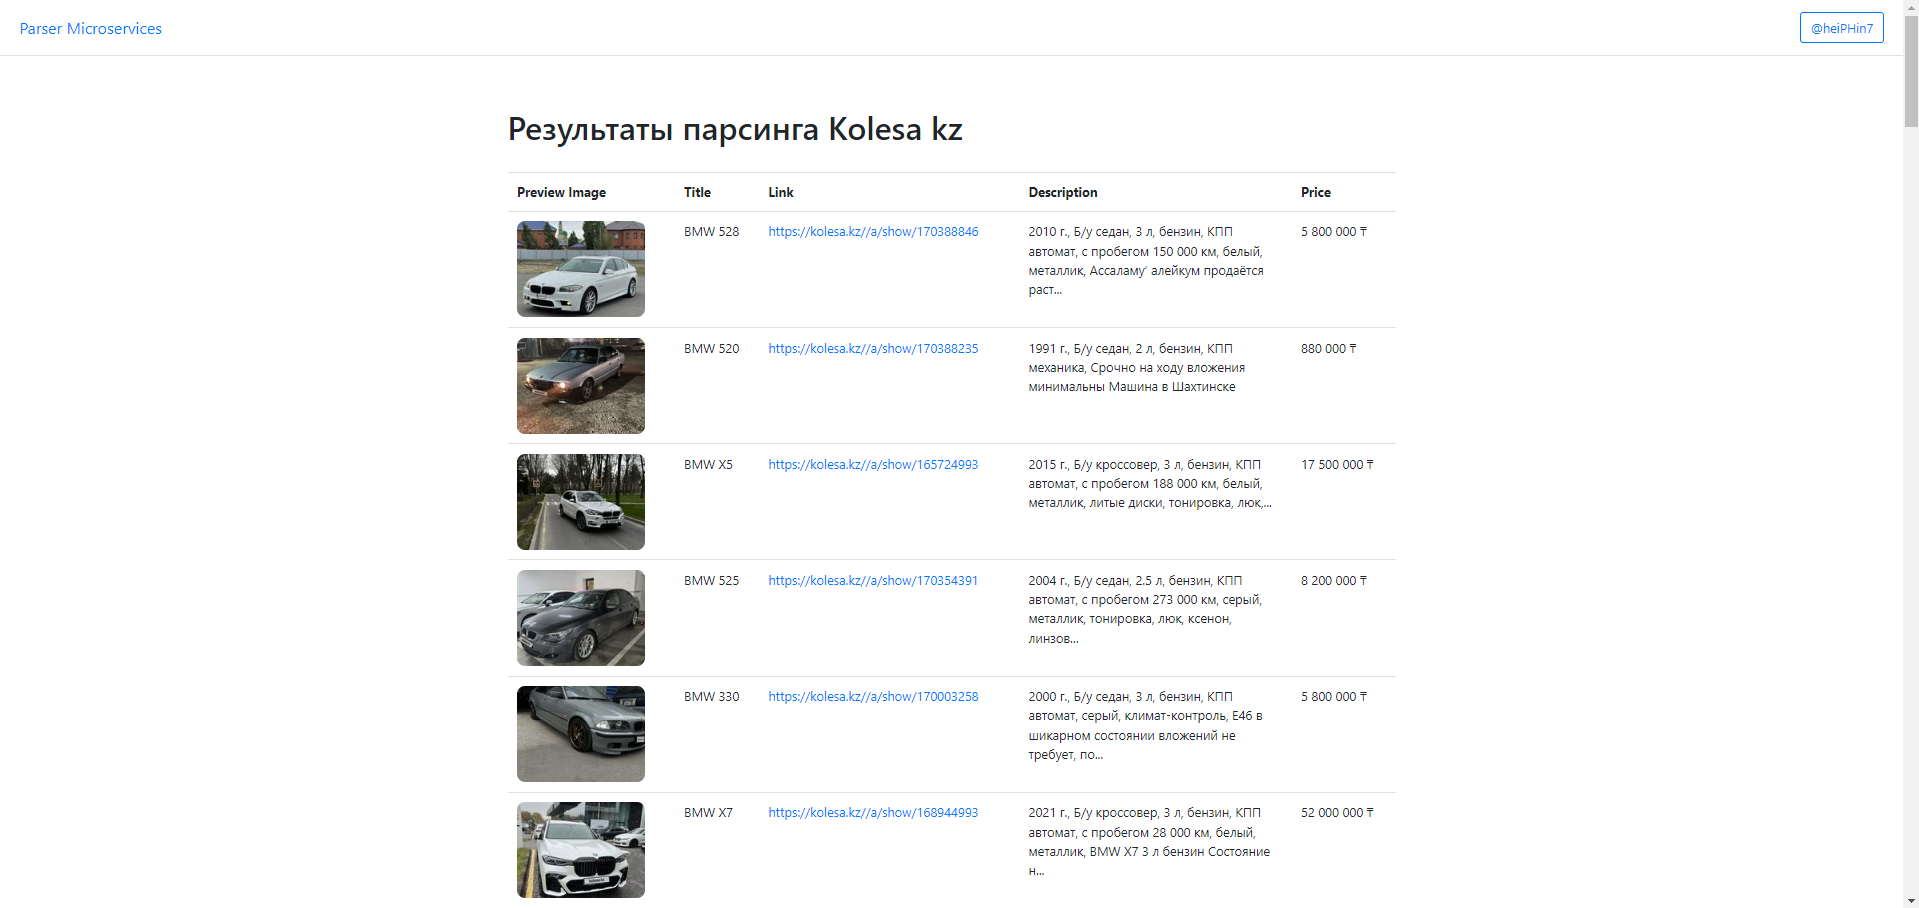 Parser Microservices
@heiPHin7
Результаты парсинга Kolesa kz
Preview Image Title Link Description Price
BMW 528 https://kolesa.kz//a/show/170388846 2010 г., Б/у седан, 3 л, бензин, КПП 5 800 000 ₸
автомат, с пробегом 150 000 км, белый,
металлик, Ассаламу' алейкум продаётся
раст...
BMW 520 https://kolesa.kz//a/show/170388235 1991 г., Б/у седан, 2 л, бензин, КПП 880 000 ₸
механика, Срочно на ходу вложения
минимальны Машина в Шахтинске
BMW X5 https://kolesa.kz//a/show/165724993 2015 г., Б/у кроссовер, 3 л, бензин, КПП 17 500 000 ₸
автомат, с пробегом 188 000 км, белый,
металлик, литые диски, тонировка, люк,...
BMW 525 https://kolesa.kz//a/show/170354391 2004 г., Б/у седан, 2.5 л, бензин, КПП 8 200 000 ₸
автомат, с пробегом 273 000 км, серый,
металлик, тонировка, люк, ксенон,
линзов...
BMW 330 https://kolesa.kz//a/show/170003258 2000 г., Б/у седан, 3 л, бензин, КПП 5 800 000 ₸
автомат, серый, климат-контроль, Е46 в
шикарном состоянии вложений не
требует, по...
BMW X7 https://kolesa.kz//a/show/168944993 2021 г., Б/у кроссовер, 3 л, бензин, КПП 52 000 000 ₸
автомат, с пробегом 28 000 км, белый,
металлик, BMW X7 3 л бензин Состояние
н...